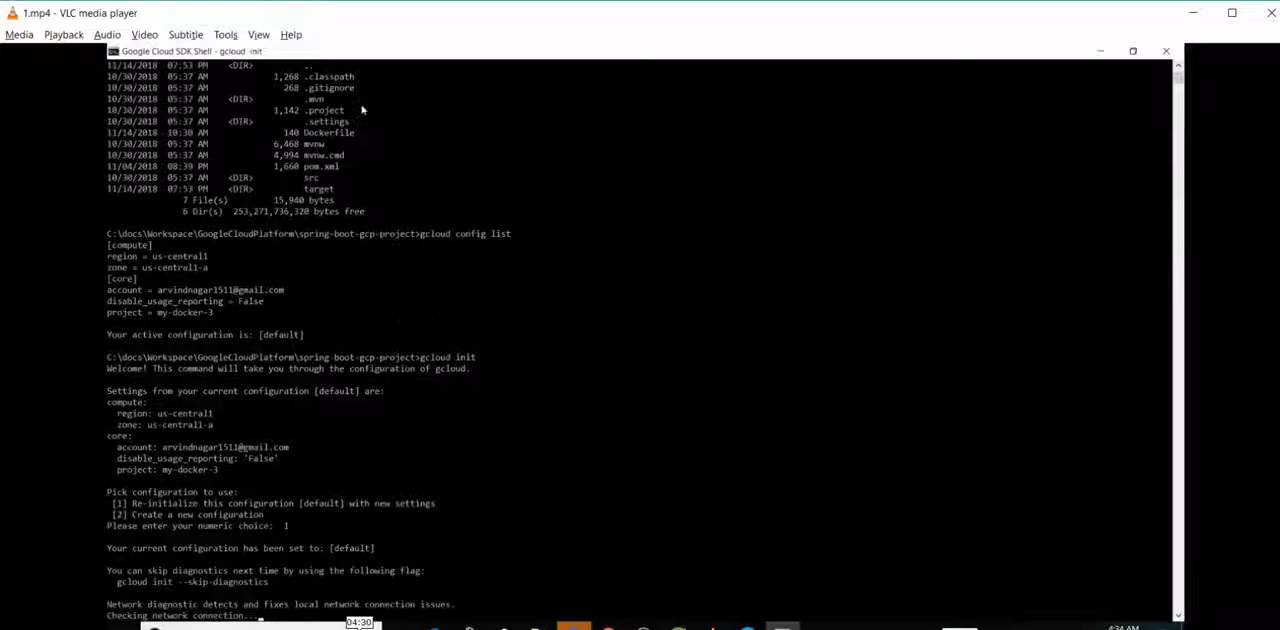 1.mp4 - VLC media player
Media Playback Audio Video Subtitle Tools View Help
Google Cloud SDK Shell - gcloud init
11/14/2018 07:53 PM <DIR> ..
10/30/2018 05:37 AM 1,268 .classpath
10/30/2018 05:37 AM 268 .gitignore
10/30/2018 05:37 AM <DIR> .mvn
10/30/2018 05:37 AM 1,142 .project
10/30/2018 05:37 AM <DIR> .settings
11/14/2018 10:30 AM 140 Dockerfile
10/30/2018 05:37 AM 6,468 mvnw
10/30/2018 05:37 AM 4,994 mvnw.cmd
11/04/2018 08:39 PM 1,660 pom.xml
10/30/2018 05:37 AM <DIR> src
11/14/2018 07:53 PM <DIR> target
7 File(s) 15,940 bytes
6 Dir(s) 253,271,736,320 bytes free
C:\docs\Workspace\GoogleCloudPlatform\spring-boot-gcp-project>gcloud config list
[compute]
region = us-central1
zone = us-central1-a
[core]
account = arvindnagar1511@gmail.com
disable_usage_reporting = False
project = my-docker-3
Your active configuration is: [default]
C:\docs\Workspace\GoogleCloudPlatform\spring-boot-gcp-project>gcloud init
Welcome! This command will take you through the configuration of gcloud.
Settings from your current configuration [default] are:
compute:
region: us-central1
zone: us-central1-a
core:
account: arvindnagar1511@gmail.com
disable_usage_reporting: 'False'
project: my-docker-3
Pick configuration to use:
[1] Re-initialize this configuration [default] with new settings
[2] Create a new configuration
Please enter your numeric choice: 1
Your current configuration has been set to: [default]
You can skip diagnostics next time by using the following flag:
gcloud init --skip-diagnostics
Network diagnostic detects and fixes local network connection issues.
Checking network connection..._
04:30
4:34 AM